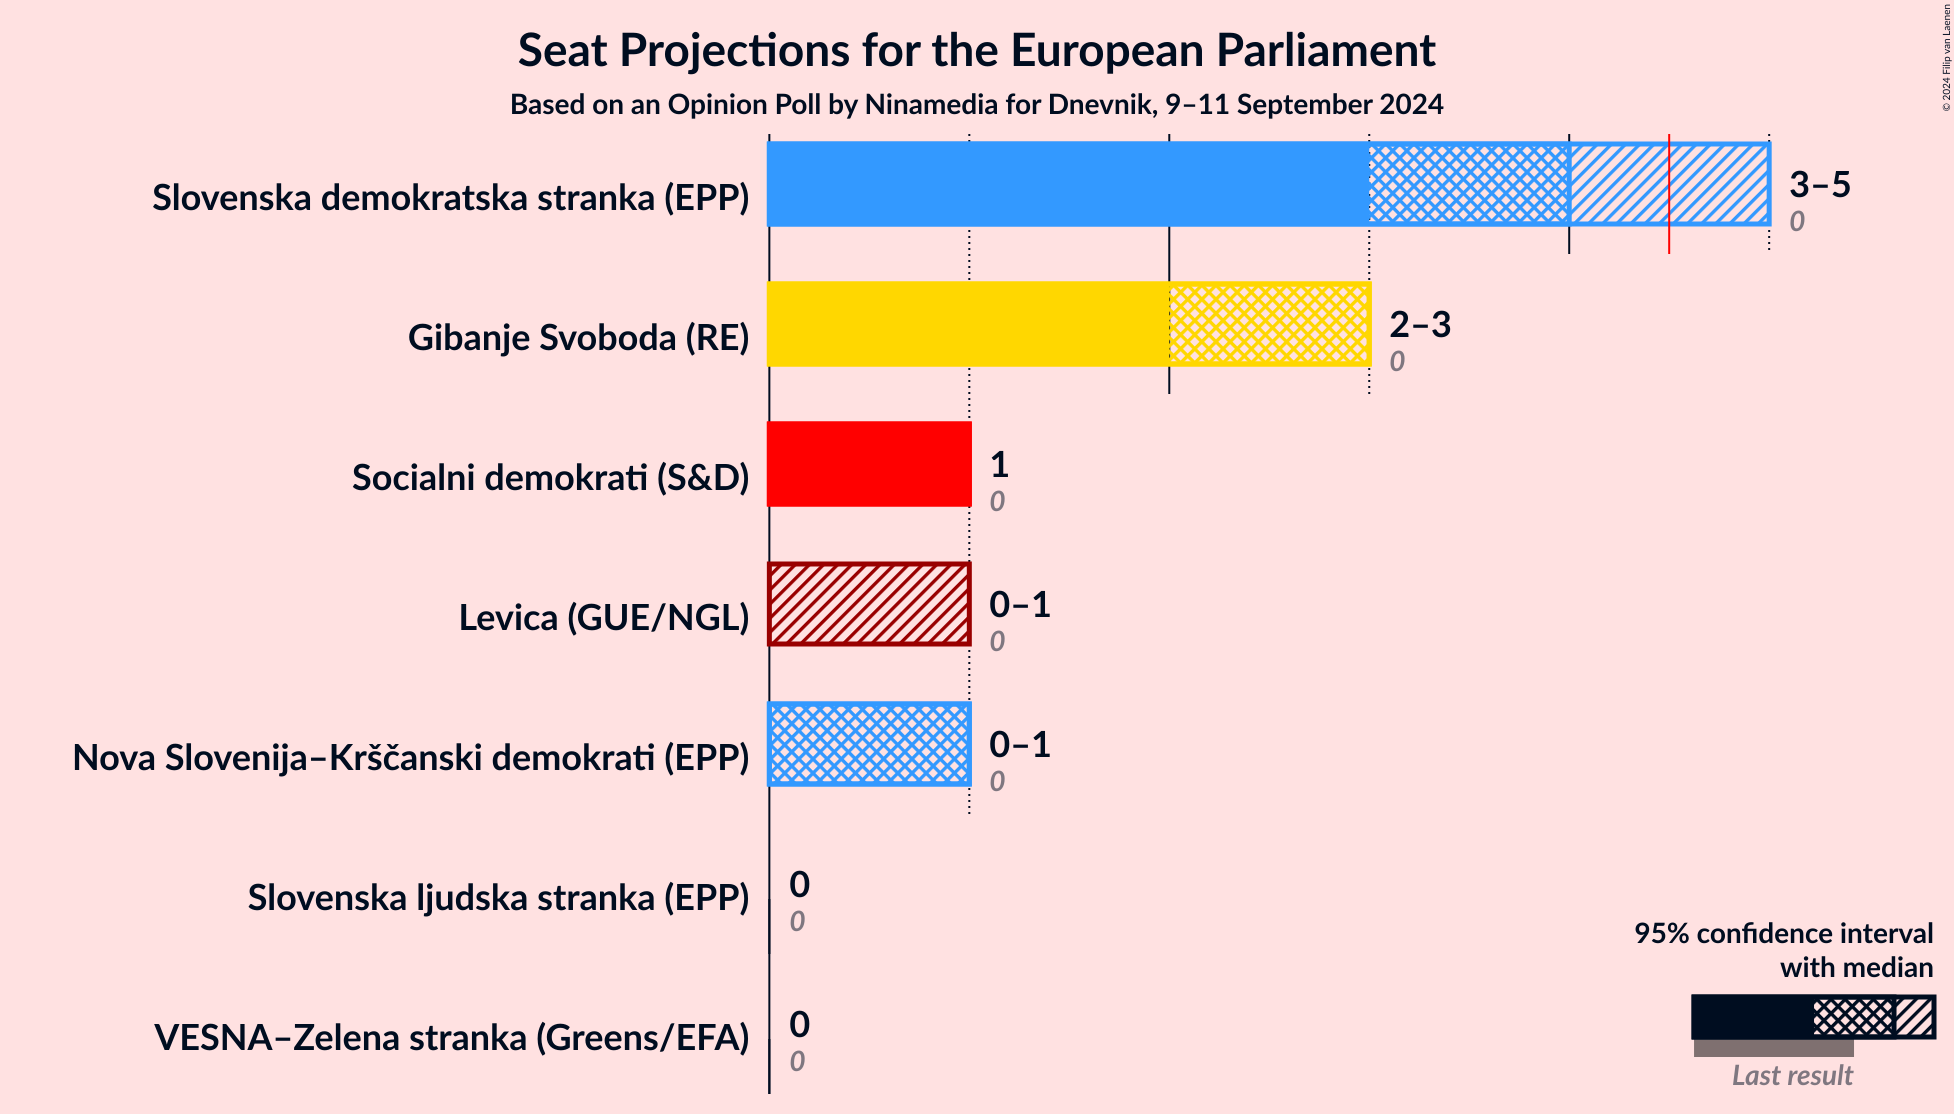 Seat Projections for the European Parliament
Based on an Opinion Poll by Ninamedia for Dnevnik, 9–11 September 2024
© 2024 Filip van Laenen
Slovenska demokratska stranka (EPP)
3–5
0
Gibanje Svoboda (RE)
2–3
0
Socialni demokrati (S&D)
1
0
Levica (GUE/NGL)
0–1
0
Nova Slovenija–Krščanski demokrati (EPP)
0–1
0
Slovenska ljudska stranka (EPP)
0
0
VESNA–Zelena stranka (Greens/EFA)
0
0
95% confidence interval
with median
Last result